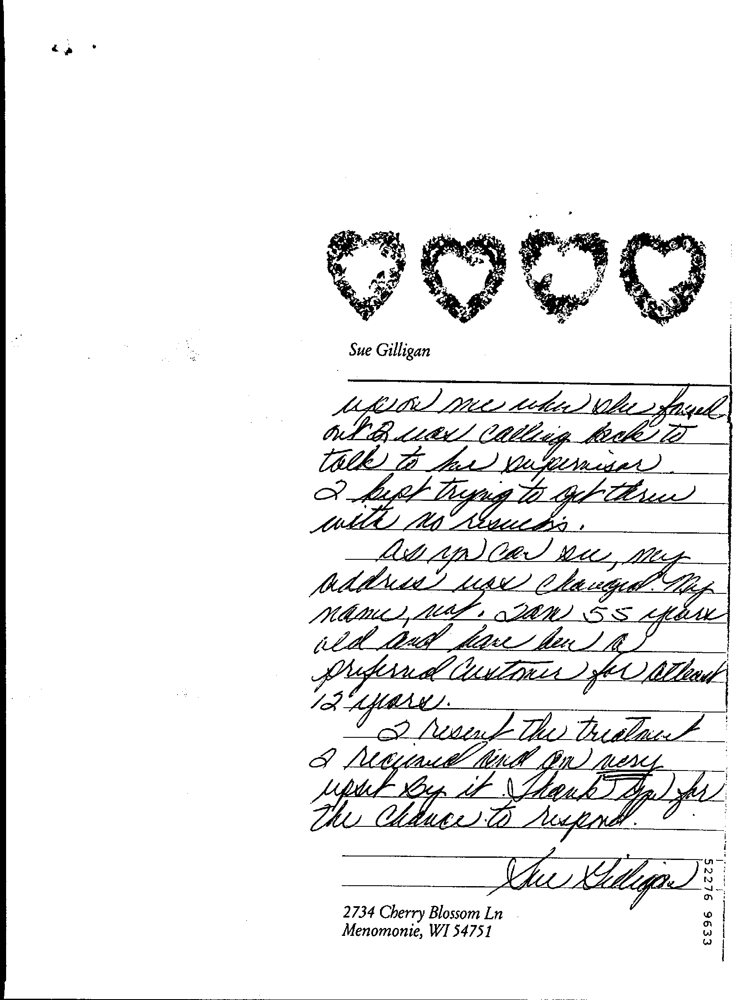 Sue Gilligan
up on me when she found
out I was calling back to
talk to her supervisor.
I kept trying to get threw
with no results.
As you can see, my
address was changed. My
name, not. I am 55 years
old and have been a
preferred customer for atleast
12 years.
I resent the treatment
I received and am very
upset by it. Thank you for
the chance to respond.
Sue Gilligan
2734 Cherry Blossom Ln
Menomonie, WI 54751
52276 9633